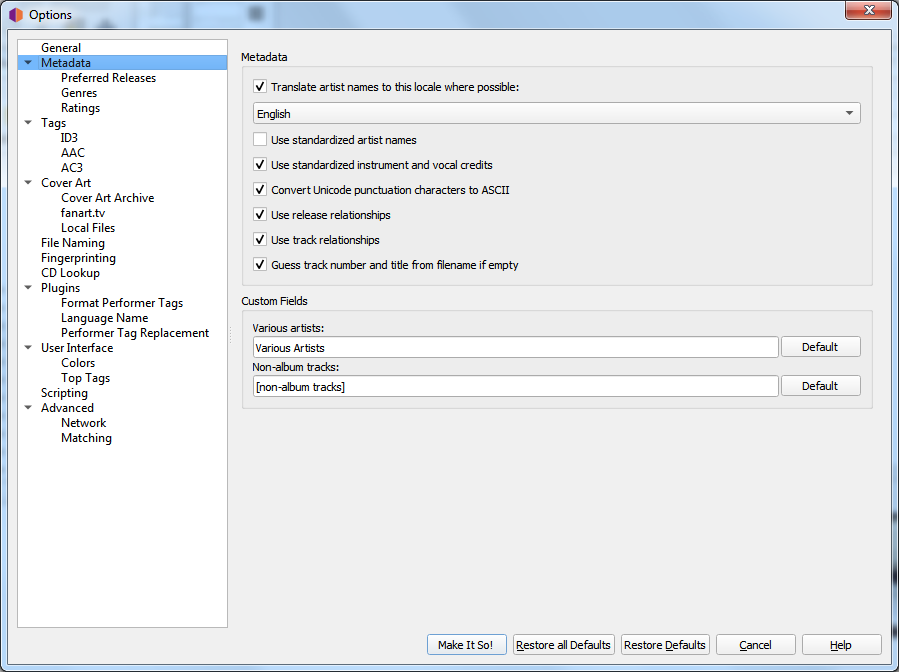 Options
General
Metadata
Preferred Releases
Genres
Ratings
Tags
ID3
AAC
AC3
Cover Art
Cover Art Archive
fanart.tv
Local Files
File Naming
Fingerprinting
CD Lookup
Plugins
Format Performer Tags
Language Name
Performer Tag Replacement
User Interface
Colors
Top Tags
Scripting
Advanced
Network
Matching
Metadata
Translate artist names to this locale where possible:
English
Use standardized artist names
Use standardized instrument and vocal credits
Convert Unicode punctuation characters to ASCII
Use release relationships
Use track relationships
Guess track number and title from filename if empty
Custom Fields
Various artists:
Various Artists Default
Non-album tracks:
[non-album tracks] Default
Make It So! Restore all Defaults Restore Defaults Cancel Help